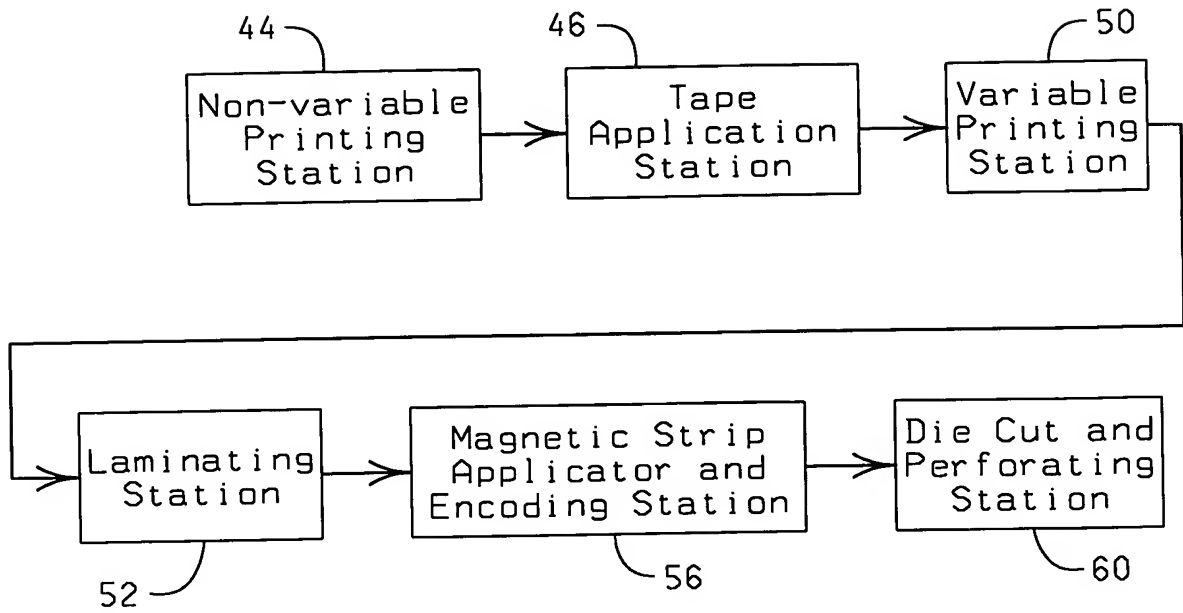 44
46
50
Non-variable
Printing
Station
Tape
Application
Station
Variable
Printing
Station
Laminating
Station
Magnetic Strip
Applicator and
Encoding Station
Die Cut and
Perforating
Station
52
56
60